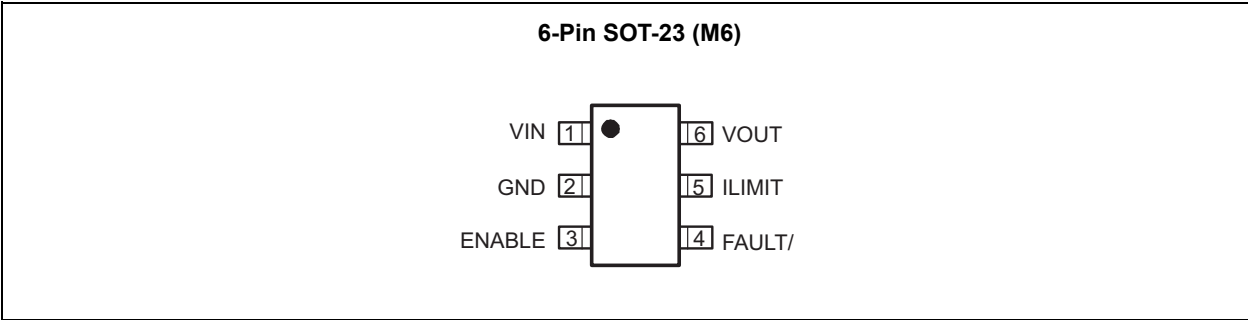 6-Pin SOT-23 (M6)
VIN 1 6 VOUT
GND 2 5 ILIMIT
ENABLE 3 4 FAULT/